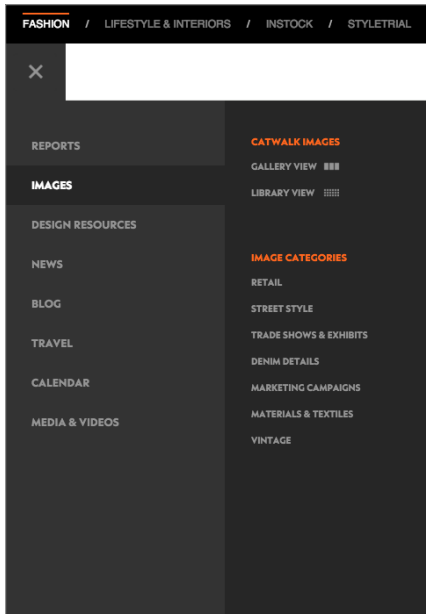 FASHION / LIFESTYLE & INTERIORS / INSTOCK / STYLETRIAL
REPORTS
IMAGES
DESIGN RESOURCES
NEWS
BLOG
TRAVEL
CALENDAR
MEDIA & VIDEOS
CATWALK IMAGES
GALLERY VIEW
LIBRARY VIEW
IMAGE CATEGORIES
RETAIL
STREET STYLE
TRADE SHOWS & EXHIBITS
DENIM DETAILS
MARKETING CAMPAIGNS
MATERIALS & TEXTILES
VINTAGE